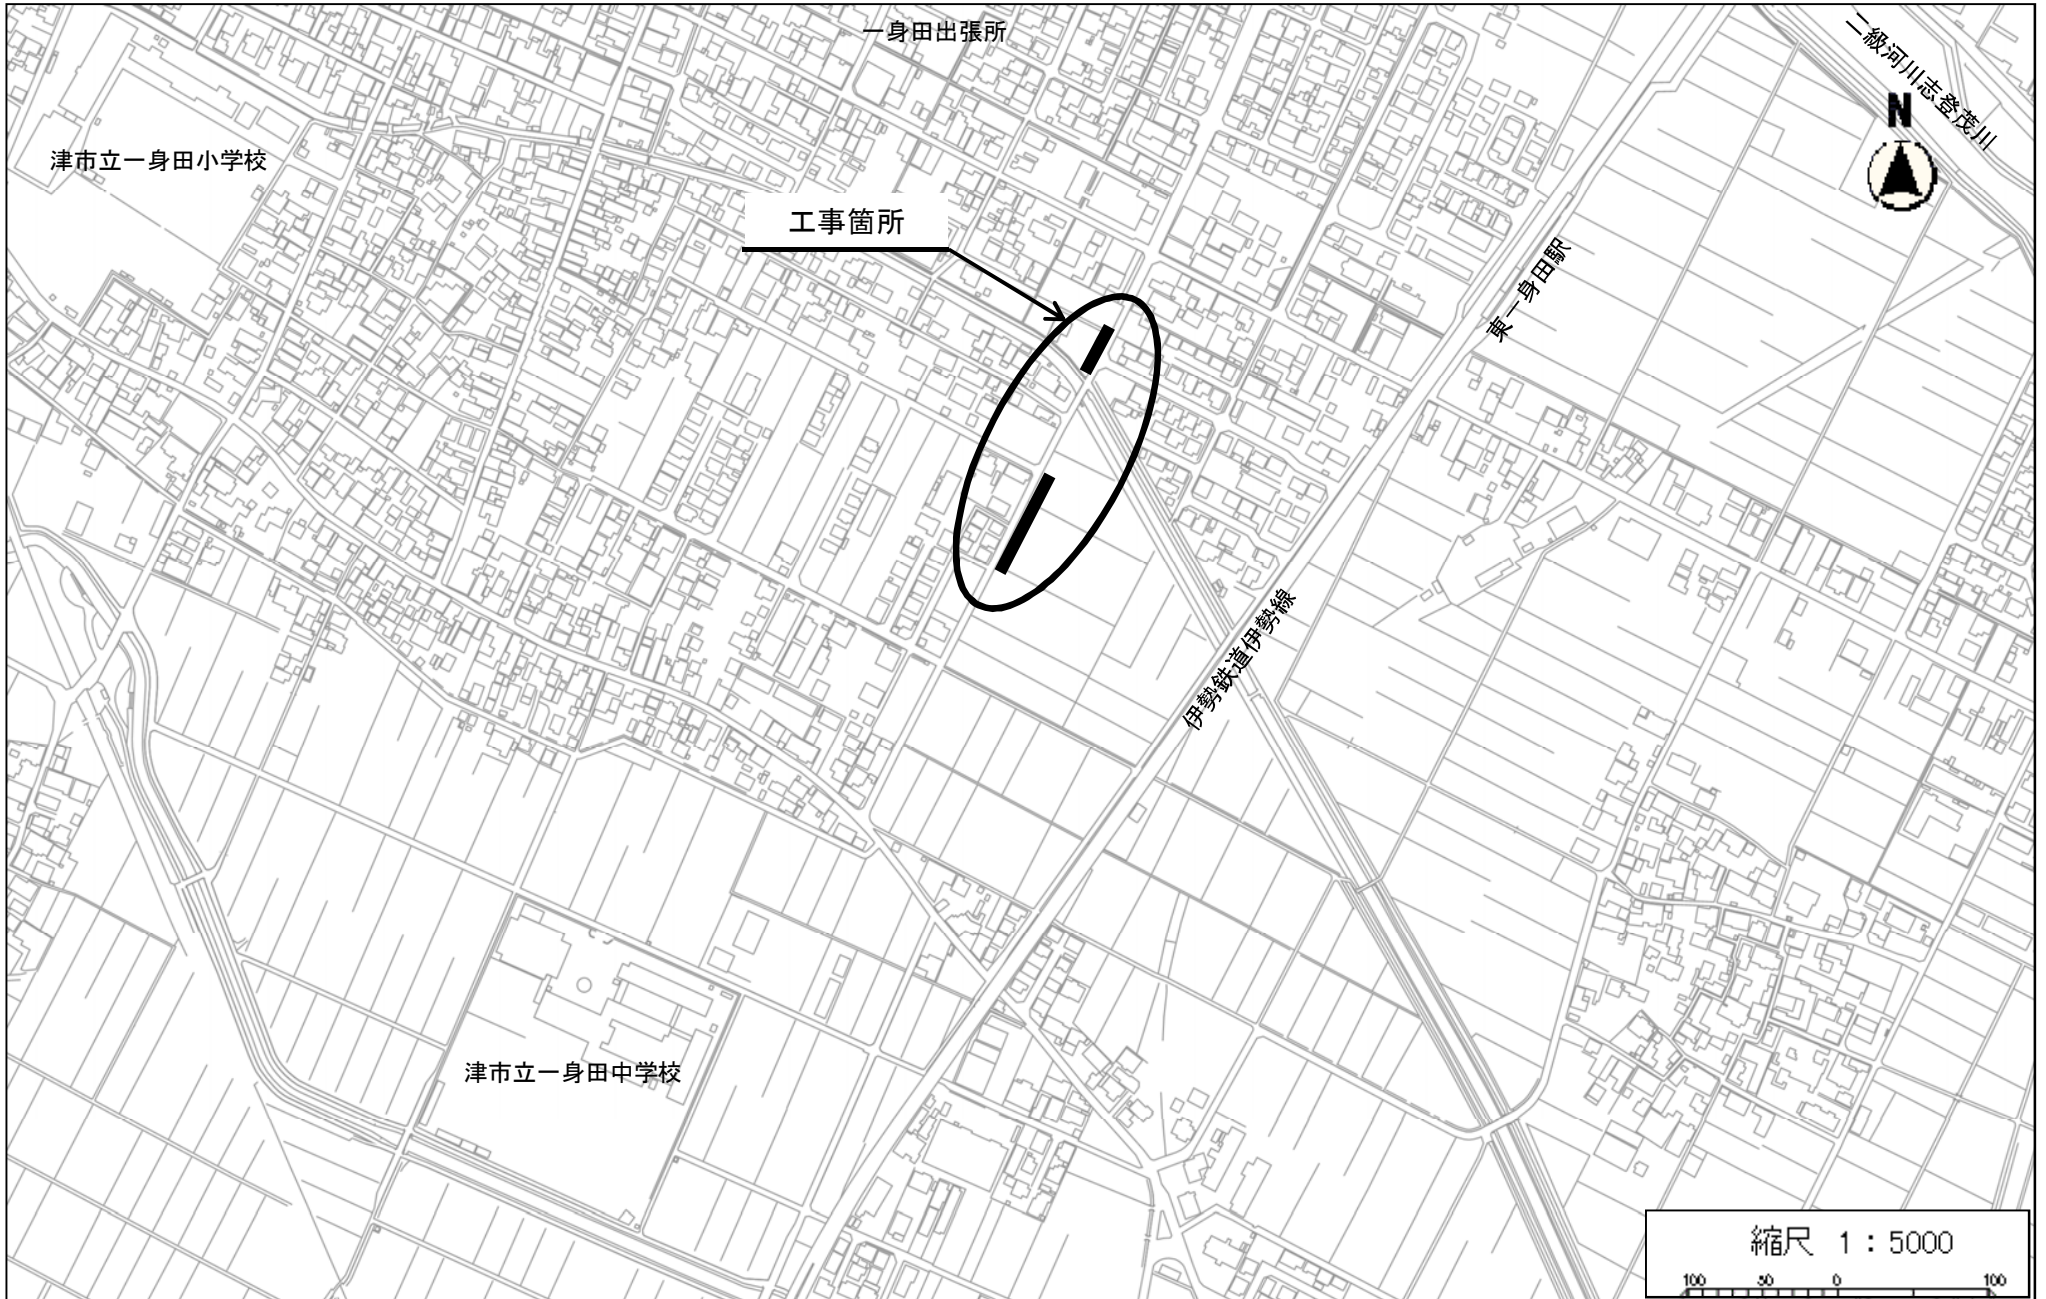 一身田出張所
二級河川志登茂川
N
津市立一身田小学校
工事箇所
東一身田駅
伊勢鉄道伊勢線
津市立一身田中学校
縮尺 1：5000
100 50 0 100